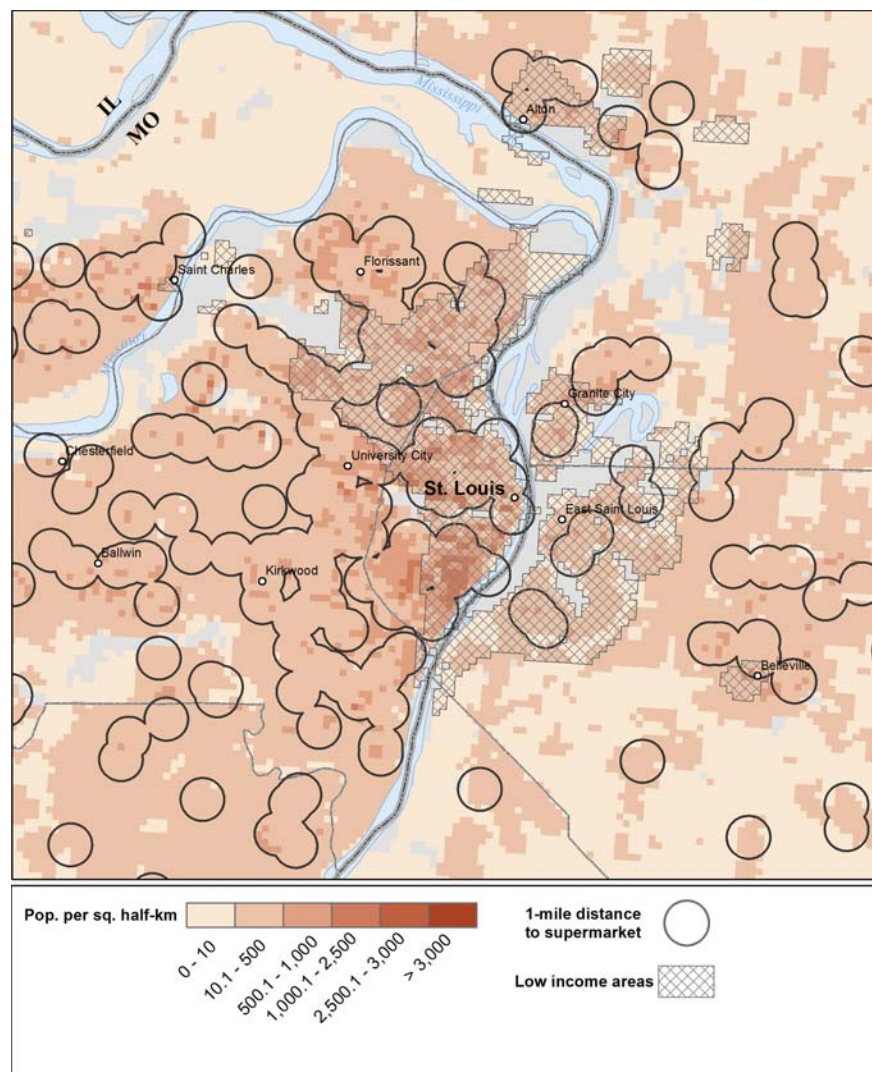 Mississippi
Alton
IL
MO
Florissant
Saint Charles
Missouri
Granite City
Chesterfield
University City
St. Louis
East Saint Louis
Ballwin
Kirkwood
Belleville
Pop. per sq. half-km
0 - 10
10.1 - 500
500.1 - 1,000
1,000.1 - 2,500
2,500.1 - 3,000
> 3,000
1-mile distance
to supermarket
Low income areas